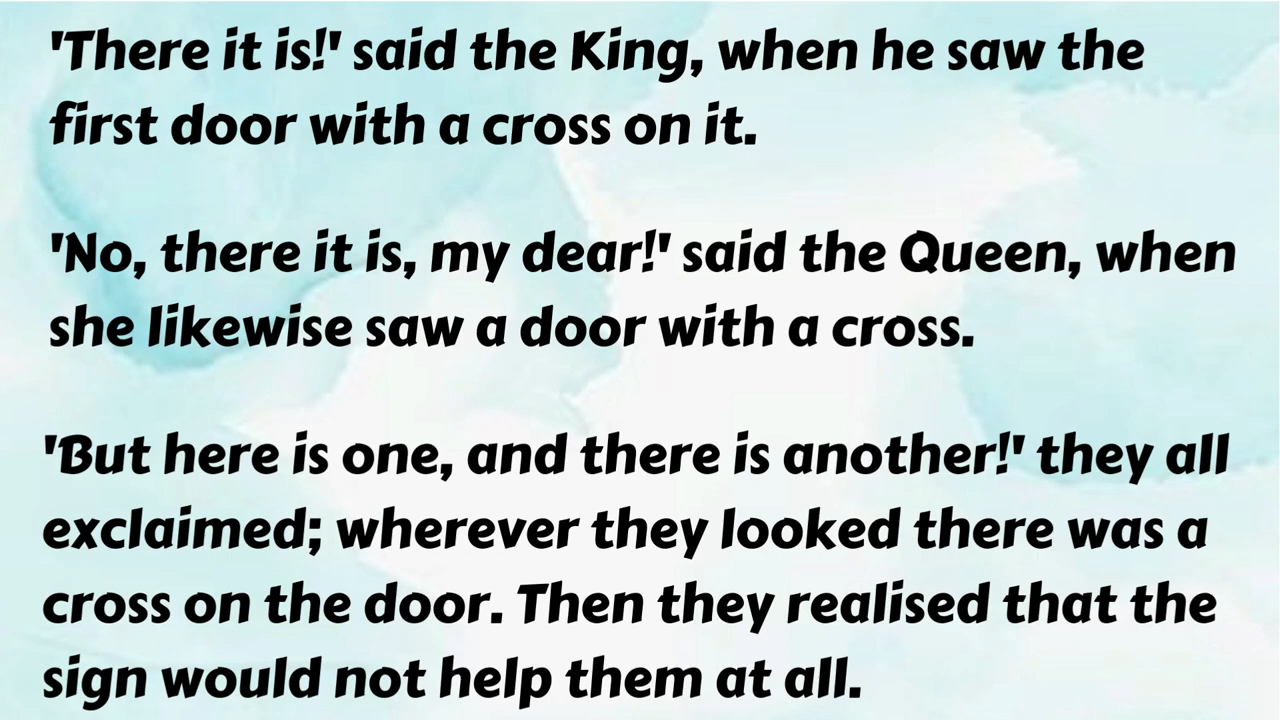 'There it is!' said the King, when he saw the
first door with a cross on it.
'No, there it is, my dear!' said the Queen, when
she likewise saw a door with a cross.
'But here is one, and there is another!' they all
exclaimed; wherever they looked there was a
cross on the door. Then they realised that the
sign would not help them at all.